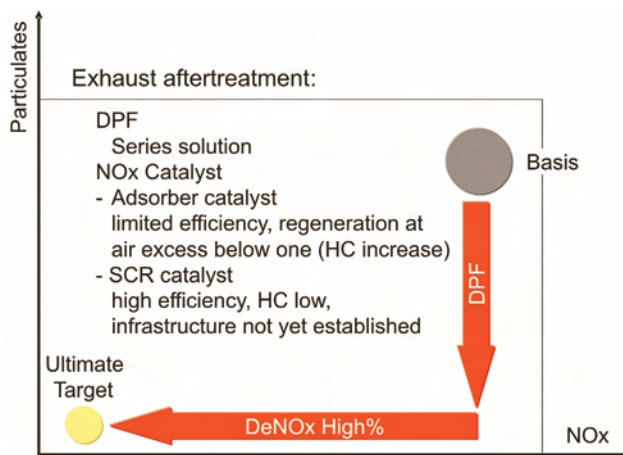 Particulates
Exhaust aftertreatment:
DPF
Series solution
NOx Catalyst
- Adsorber catalyst
limited efficiency, regeneration at
air excess below one (HC increase)
- SCR catalyst
high efficiency, HC low,
infrastructure not yet established
Basis
DPF
Ultimate
Target
DeNOx High%
NOx